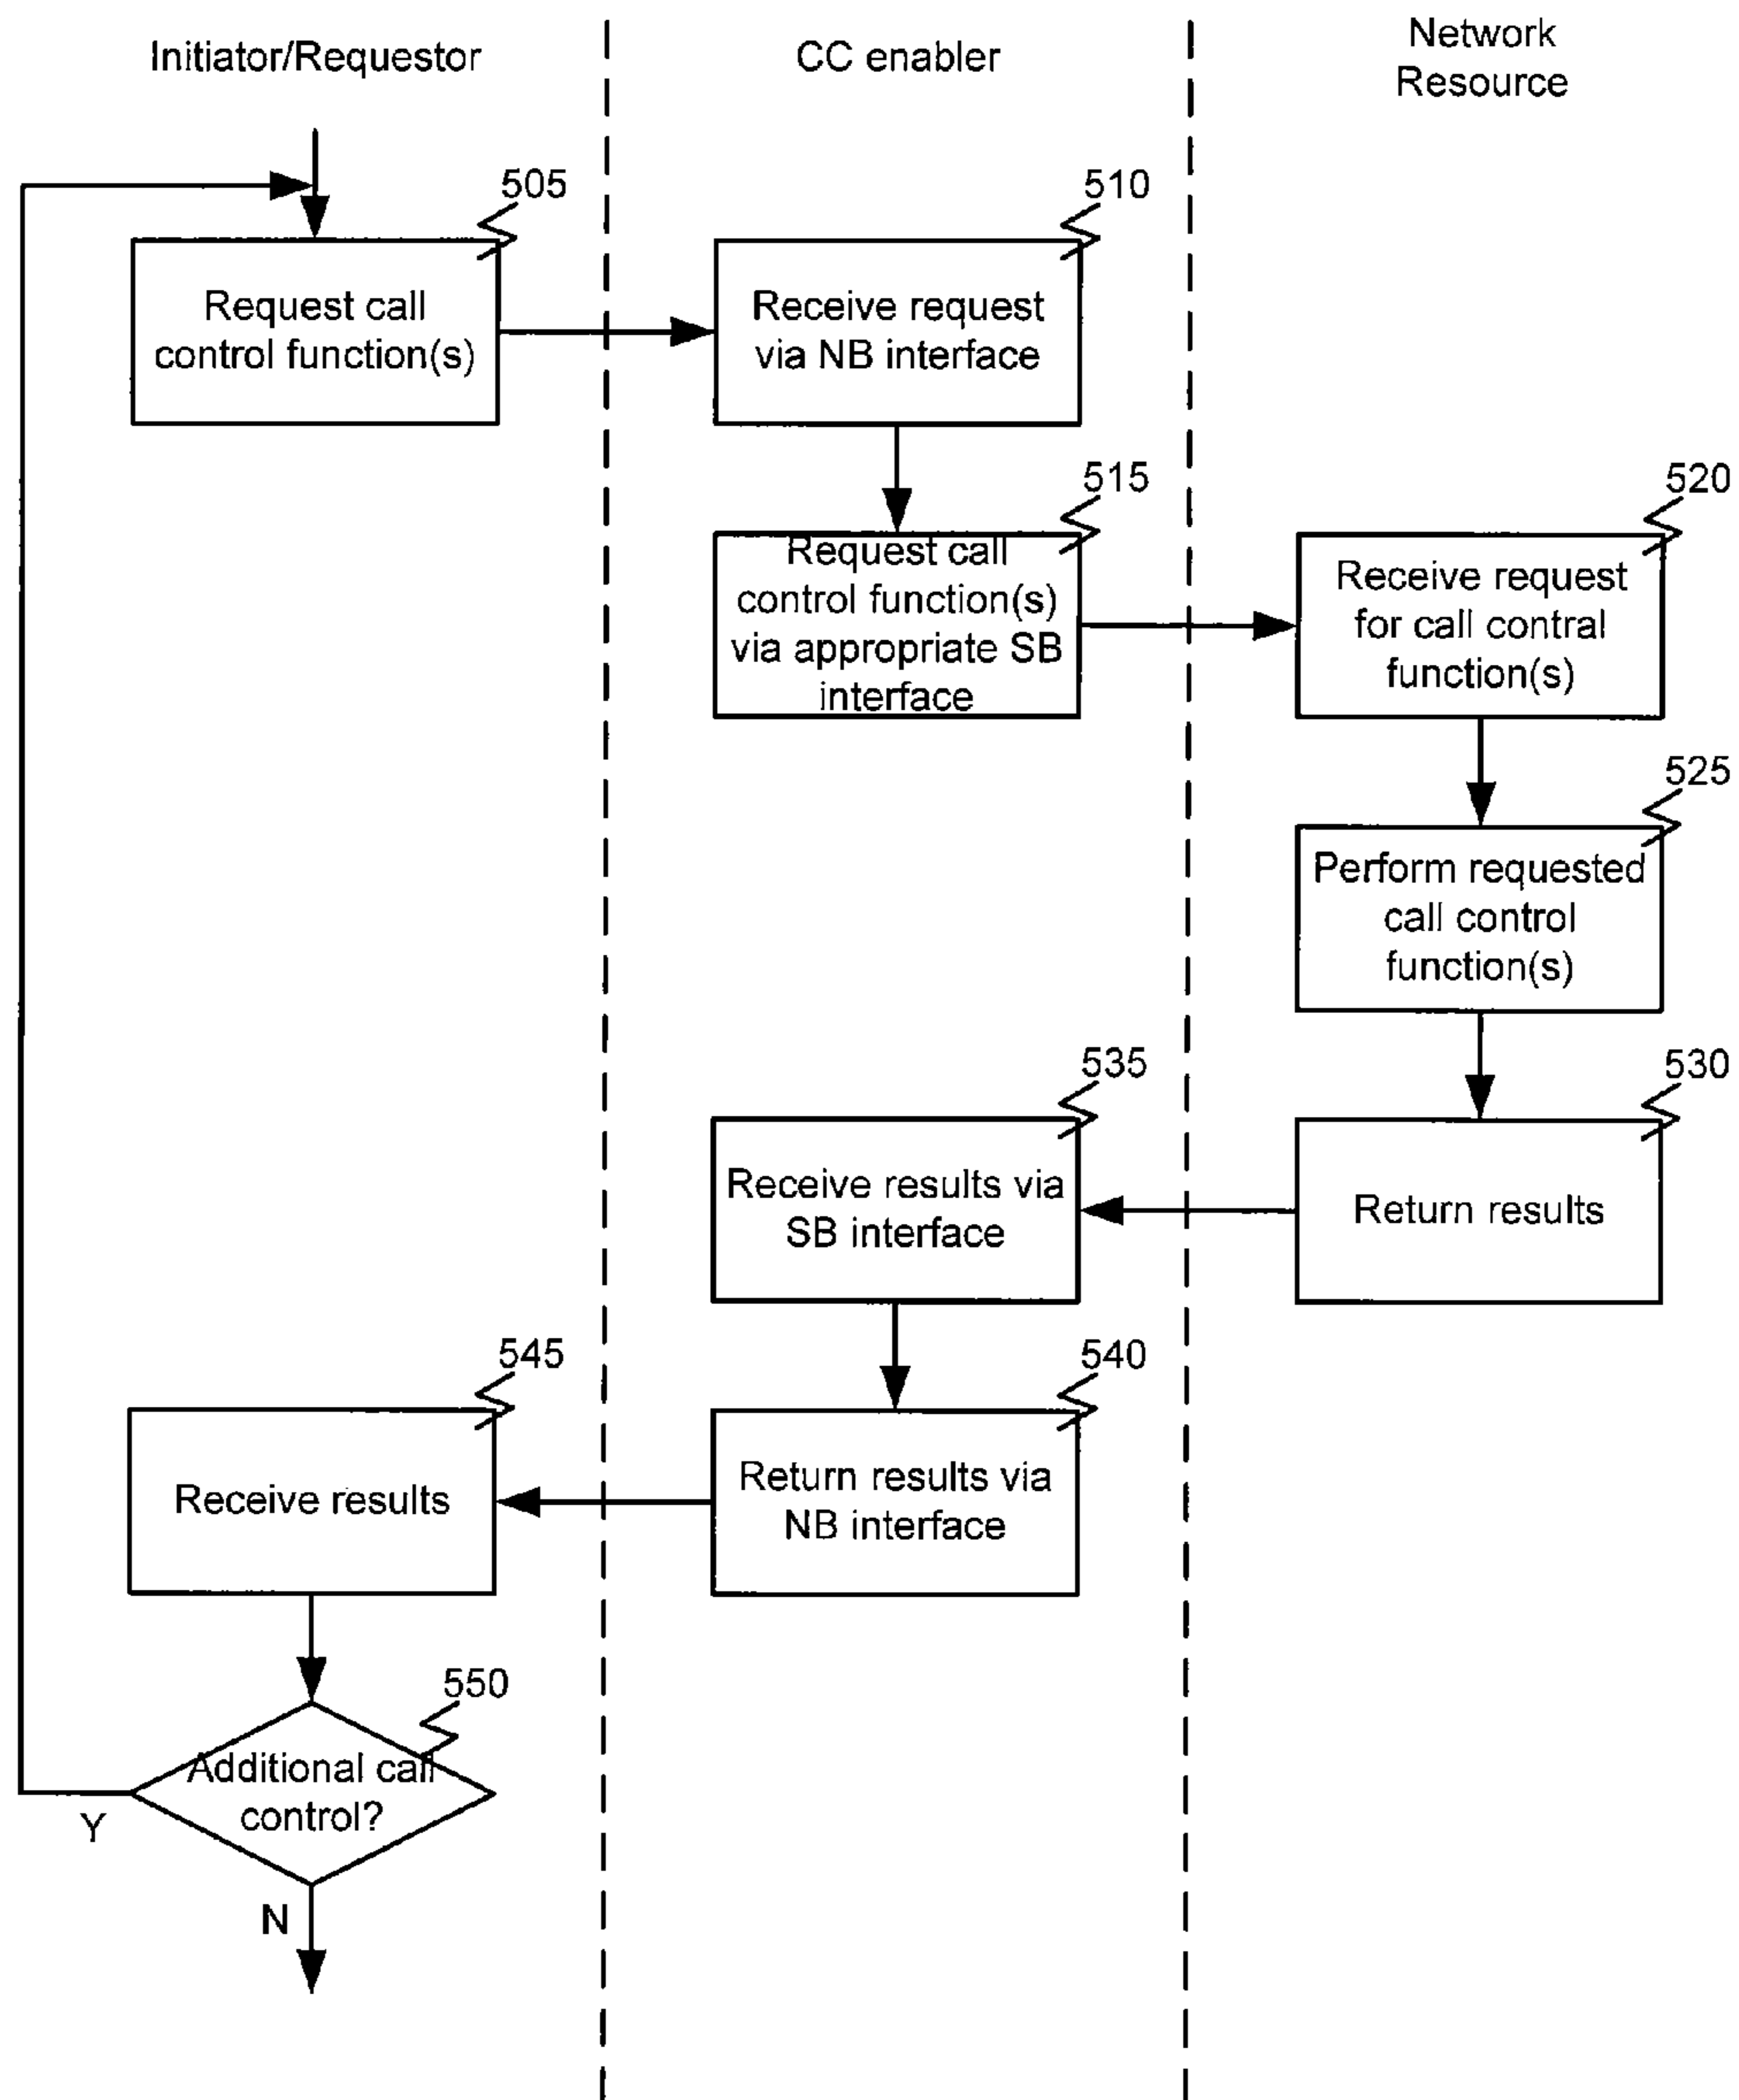 Initiator/Requestor
CC enabler
Network
Resource
505
510
Request call
control function(s)
Receive request
via NB interface
515
520
Request call
control function(s)
via appropriate SB
interface
Receive request
for call contral
function(s)
525
Perform requested
call control
function(s)
535
530
Receive results via
SB interface
Return results
545
540
Receive results
Return results via
NB interface
550
Additional call
control?
Y
N